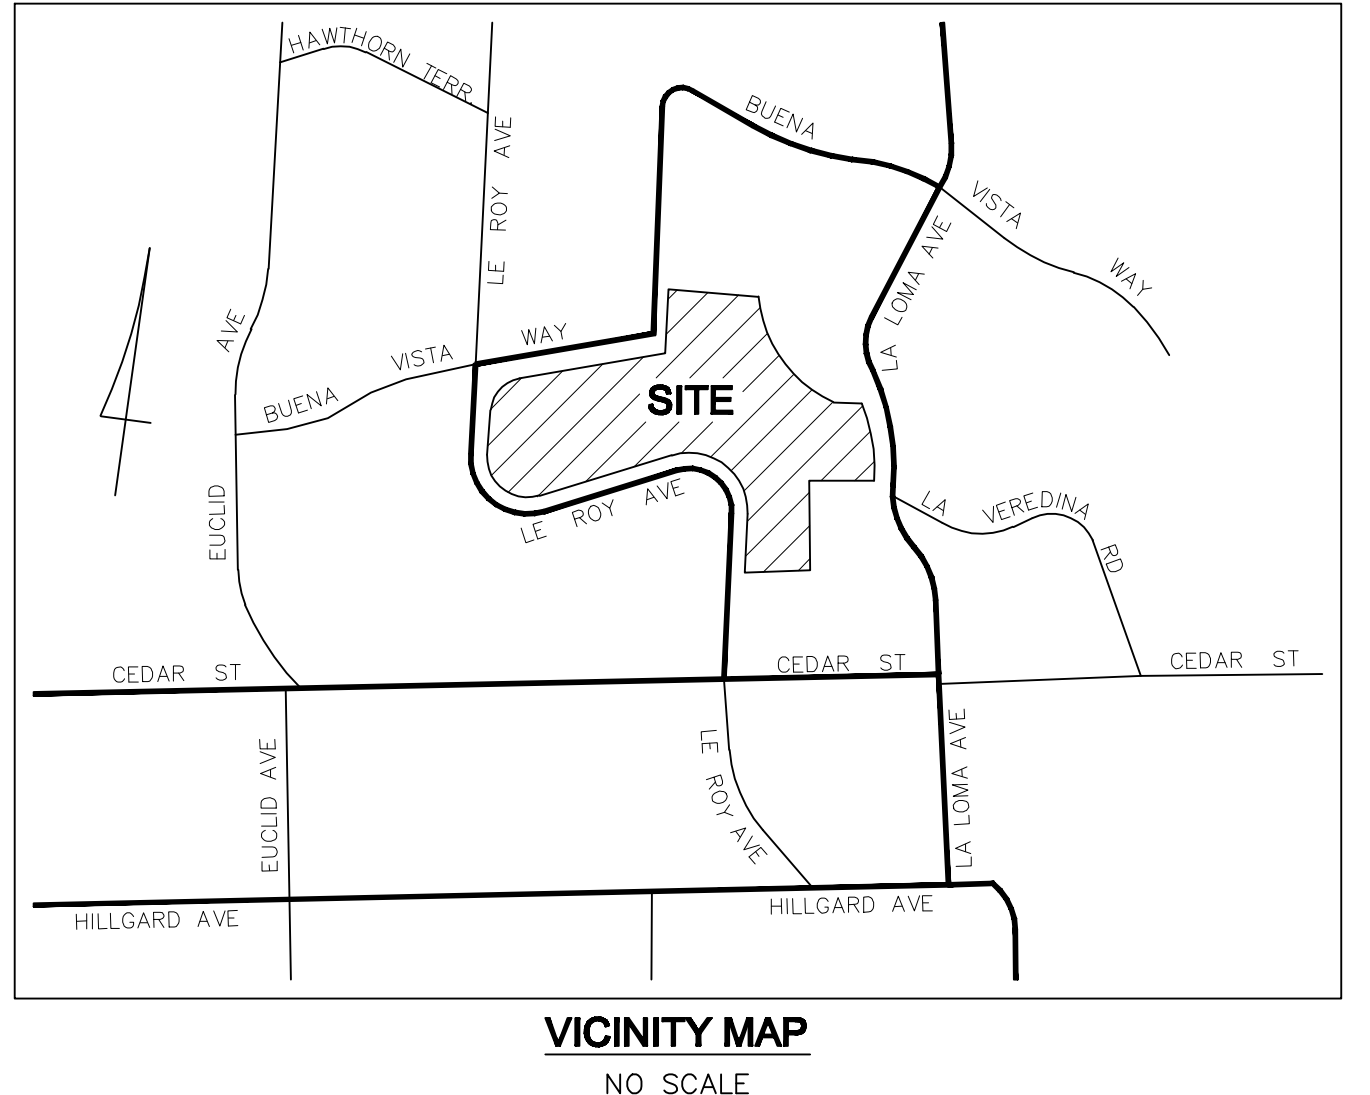 HAWTHORN TERR.
LE ROY AVE
BUENA VISTA WAY
LA LOMA AVE
EUCLID AVE
BUENA VISTA WAY
SITE
LE ROY AVE
LA VEREDINA RD
CEDAR ST
CEDAR ST
CEDAR ST
EUCLID AVE
LE ROY AVE
LA LOMA AVE
HILLGARD AVE
HILLGARD AVE
VICINITY MAP
NO SCALE